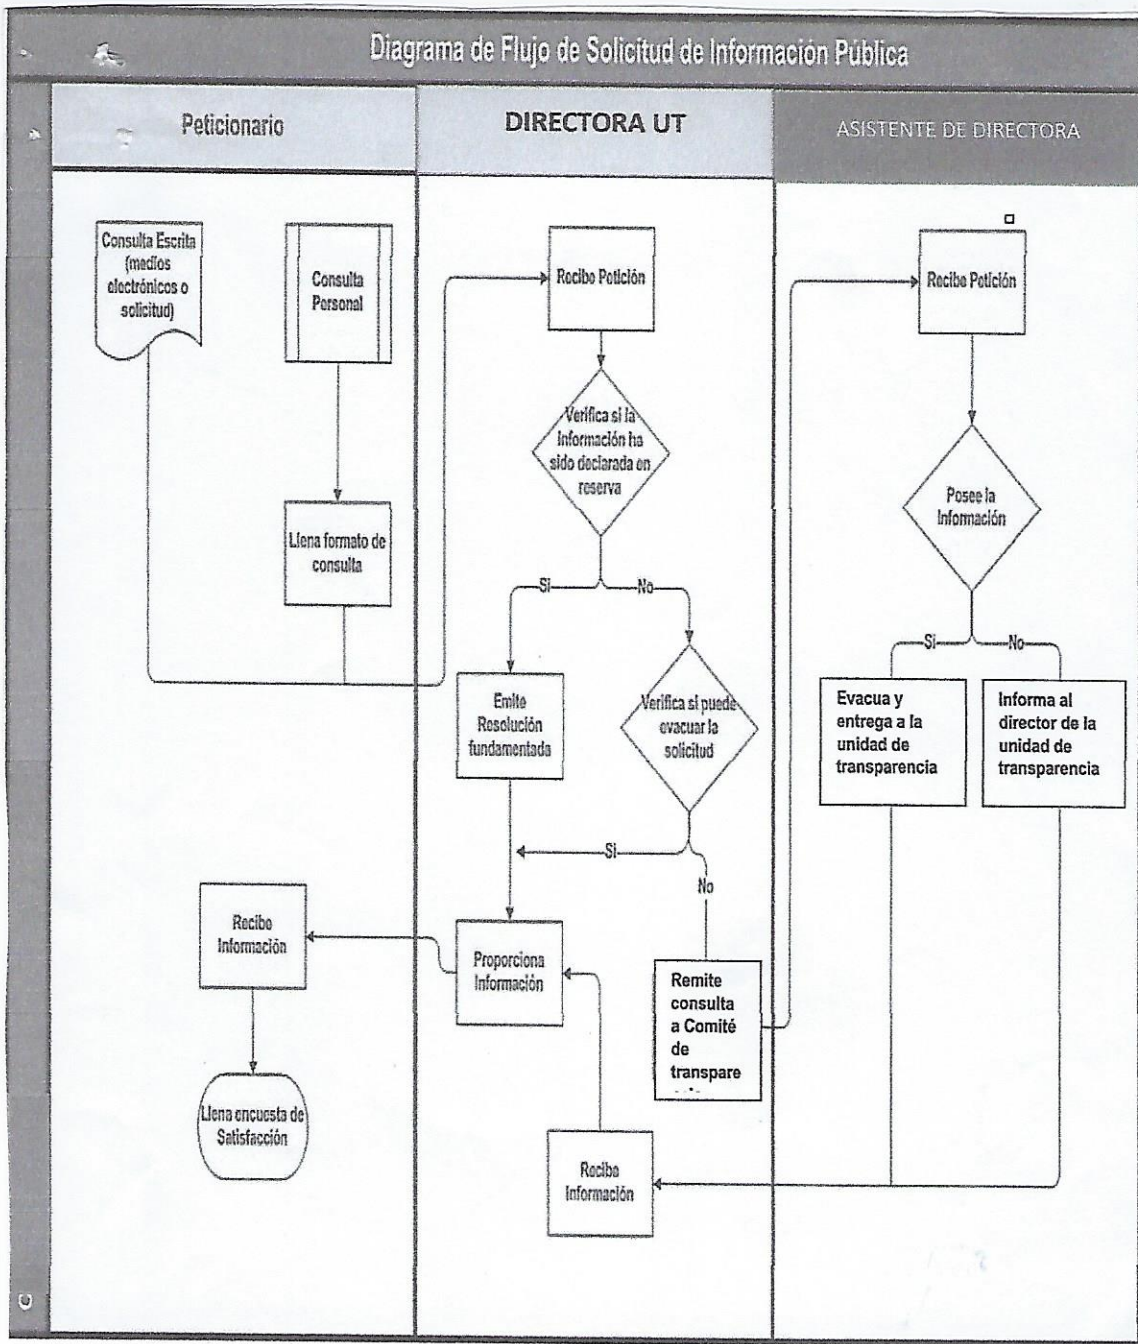 Diagrama de Flujo de Solicitud de Información Pública
Peticionario
DIRECTORA UT
ASISTENTE DE DIRECTORA
Consulta Escrita
(medios
electrónicos o
solicitud)
Consulta
Personal
Llena formato de
consulta
Recibe Petición
Verifica si la
Información ha
sido declarada en
reserva
Si
No
Emite
Resolución
fundamentada
Verifica si puede
evacuar la
solicitud
Si
No
Proporciona
Información
Remite
consulta
a Comité
de
transpare
Recibe
Información
Recibe Petición
Posee la
Información
Si
No
Evacua y
entrega a la
unidad de
transparencia
Informa al
director de la
unidad de
transparencia
Recibe
Información
Llena encuesta de
Satisfacción